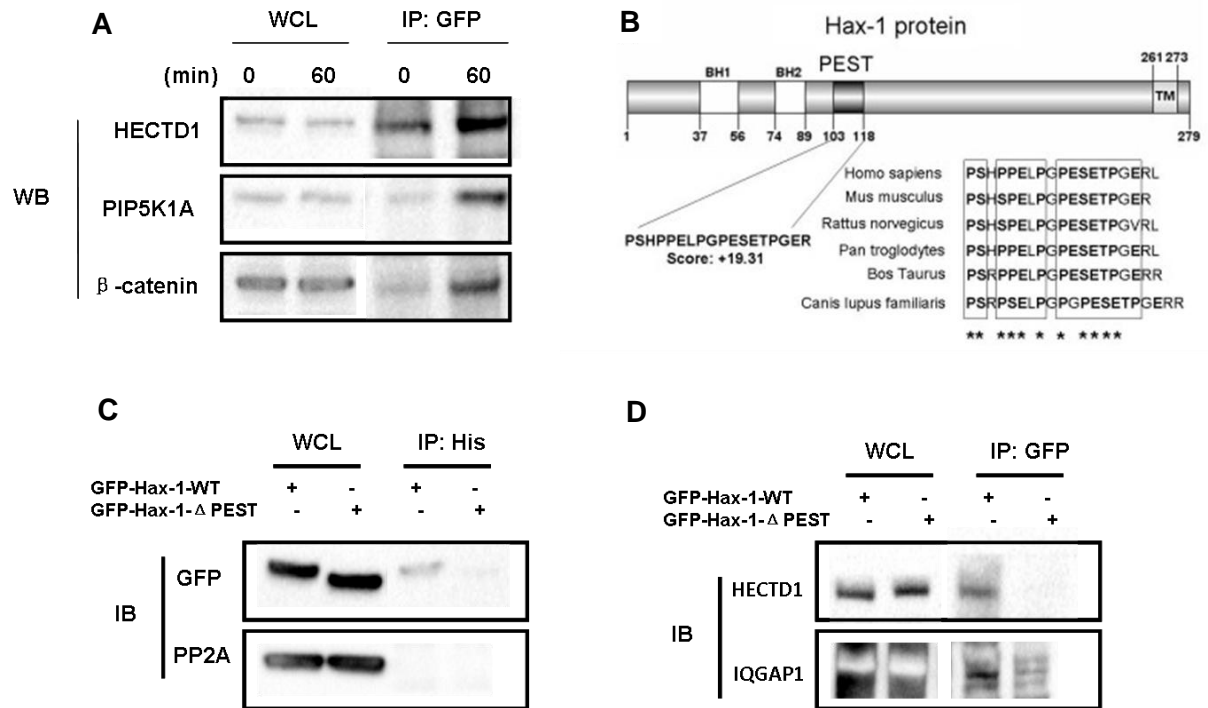 A
WCL IP: GFP
(min) 0 60 0 60
WB
HECTD1
PIP5K1A
β-catenin
B
Hax-1 protein
PEST
261 273
BH1 BH2 TM
1 37 56 74 89 103 118 279
PSHPPELPGPESETPGER
Score: +19.31
Homo sapiens PSHPPELPGPESETPGERL
Mus musculus PSHSPELPGPESETPGER
Rattus norvegicus PSHSPELPGPESETPGVRL
Pan troglodytes PSHPPELPGPESETPGERL
Bos Taurus PSRPPELPGPESETPGERR
Canis lupus familiaris PSRPSELPGPGPESETPGERR
** *** * * ****
C
WCL IP: His
GFP-Hax-1-WT + - + -
GFP-Hax-1-Δ PEST - + - +
IB
GFP
PP2A
D
WCL IP: GFP
GFP-Hax-1-WT + - + -
GFP-Hax-1-Δ PEST - + - +
IB
HECTD1
IQGAP1